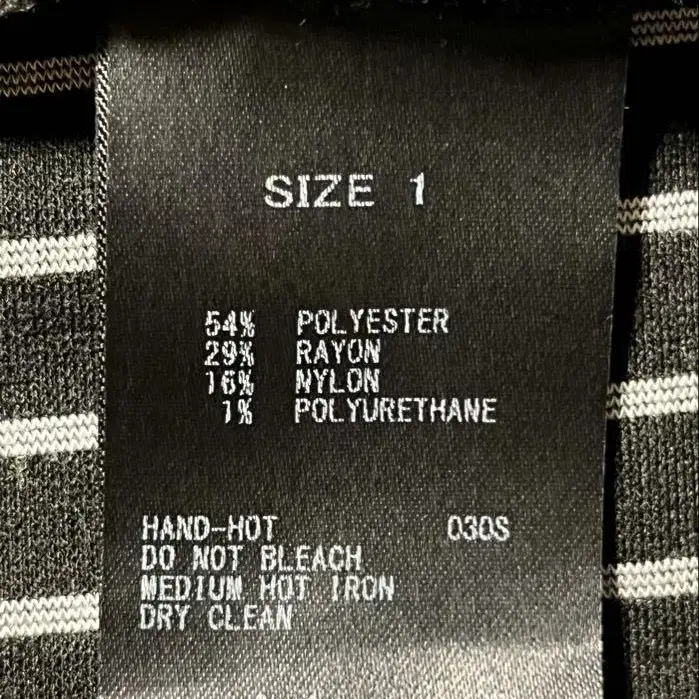 SIZE 1
54% POLYESTER
29% RAYON
16% NYLON
1% POLYURETHANE
HAND-HOT 030S
DO NOT BLEACH
MEDIUM HOT IRON
DRY CLEAN